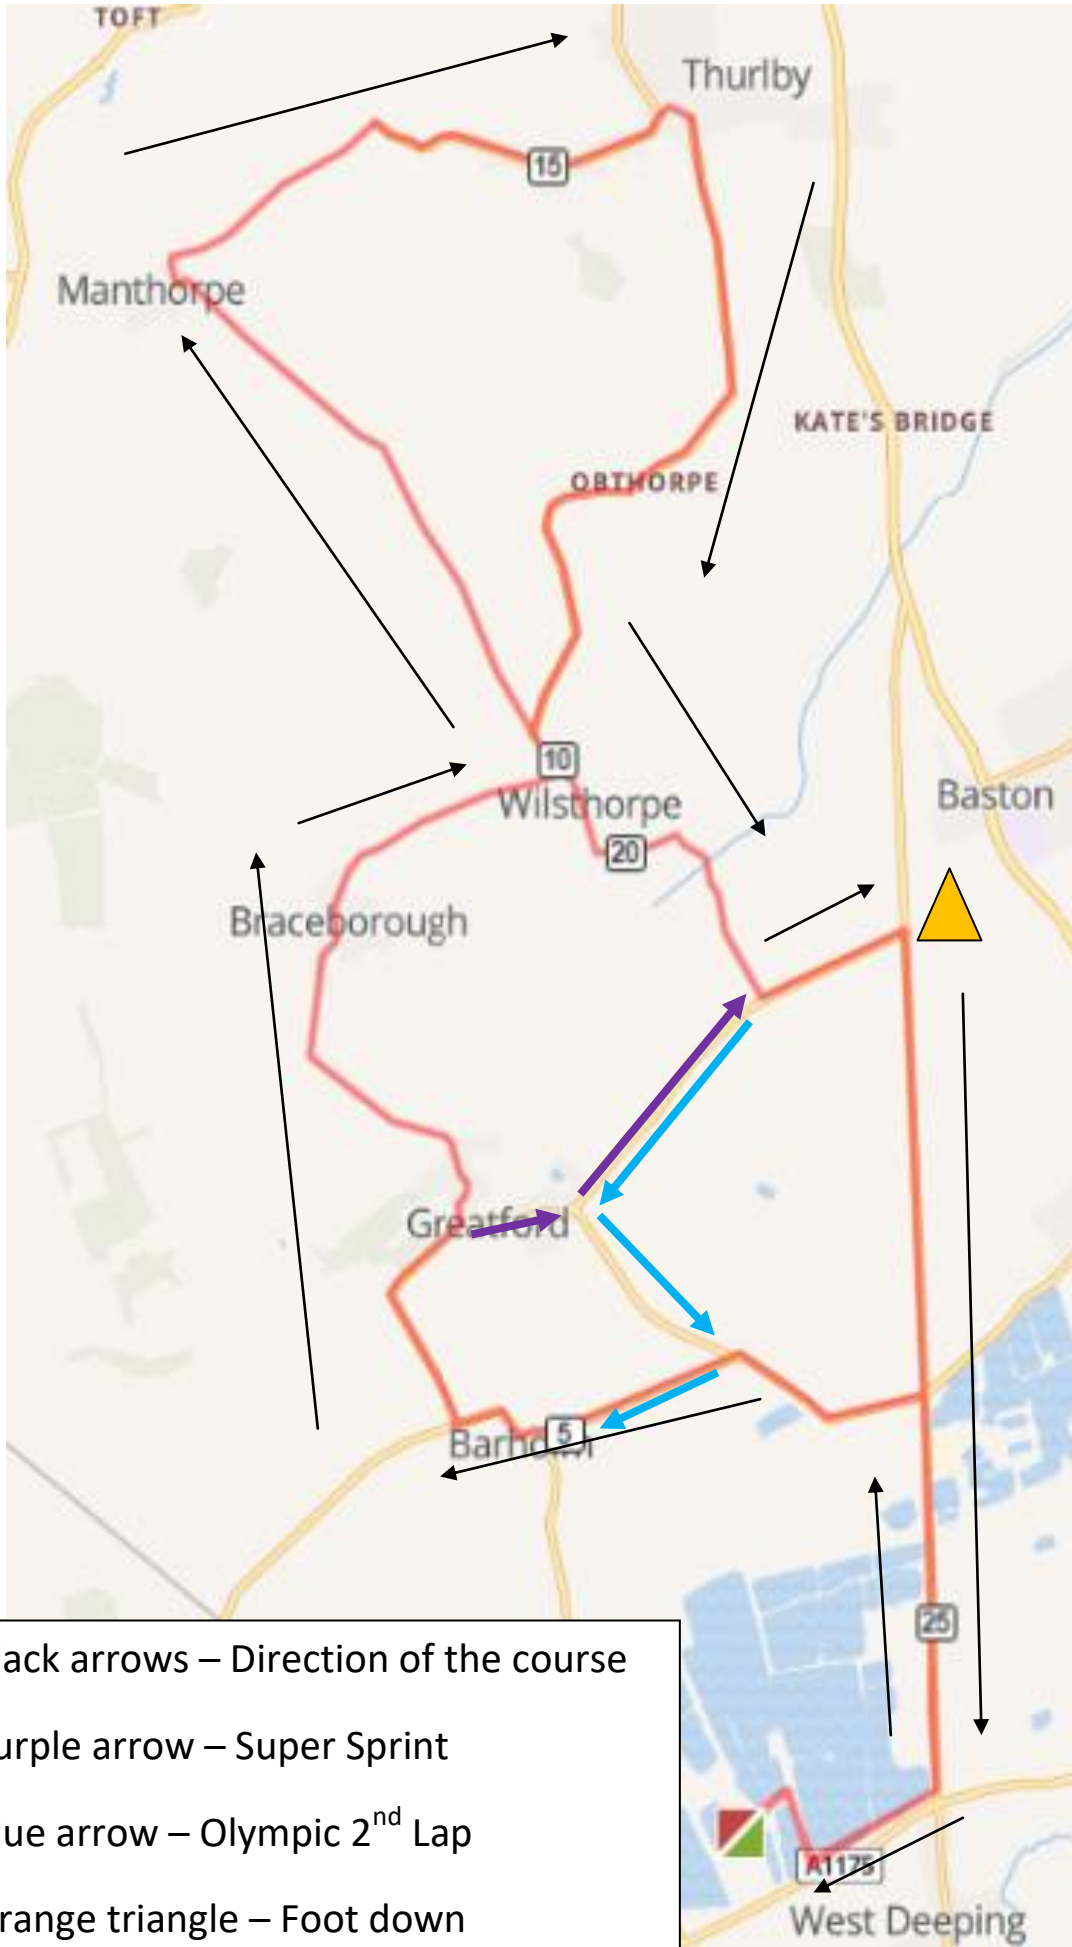 TOFT
Thurlby
15
Manthorpe
KATE'S BRIDGE
OBTHORPE
10
Wilsthorpe
Baston
20
Braceborough
Greatford
5
Barholm
25
ack arrows – Direction of the course
urple arrow – Super Sprint
ue arrow – Olympic 2nd Lap
range triangle – Foot down
A1175
West Deeping